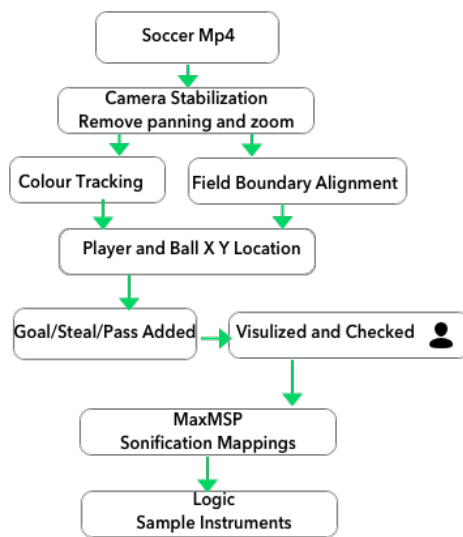 Soccer Mp4
Camera Stabilization
Remove panning and zoom
Colour Tracking
Field Boundary Alignment
Player and Ball X Y Location
Goal/Steal/Pass Added
Visulized and Checked
MaxMSP
Sonification Mappings
Logic
Sample Instruments